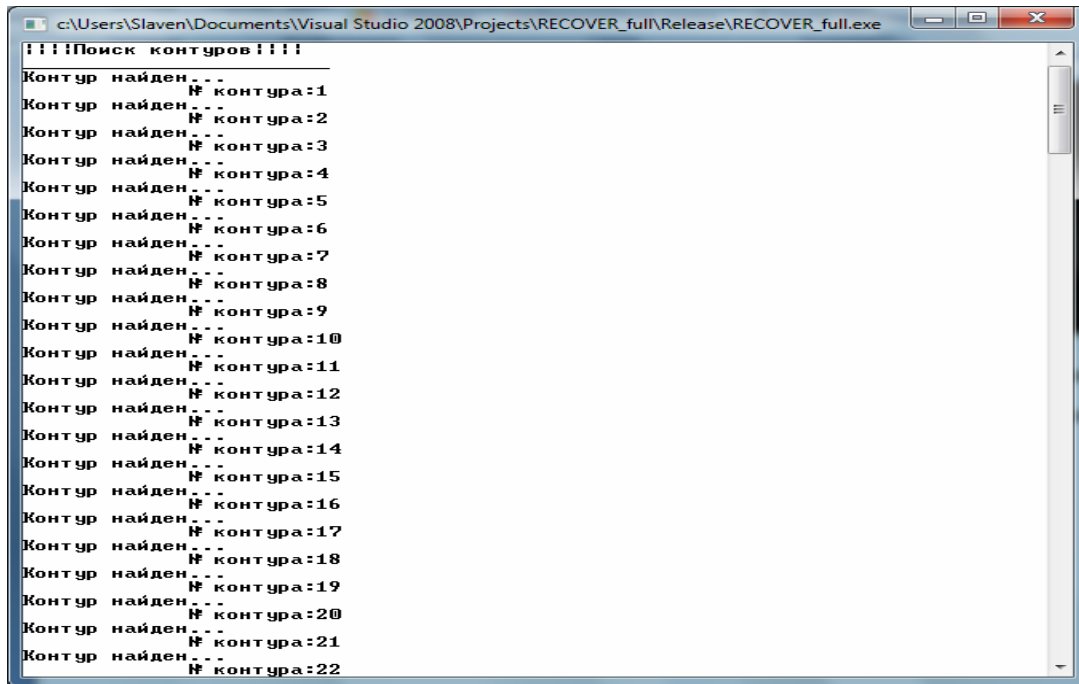 c:\Users\Slaven\Documents\Visual Studio 2008\Projects\RECOVER_full\Release\RECOVER_full.exe
!!!!Поиск контуров!!!!
Контур найден...
№ контура:1
Контур найден...
№ контура:2
Контур найден...
№ контура:3
Контур найден...
№ контура:4
Контур найден...
№ контура:5
Контур найден...
№ контура:6
Контур найден...
№ контура:7
Контур найден...
№ контура:8
Контур найден...
№ контура:9
Контур найден...
№ контура:10
Контур найден...
№ контура:11
Контур найден...
№ контура:12
Контур найден...
№ контура:13
Контур найден...
№ контура:14
Контур найден...
№ контура:15
Контур найден...
№ контура:16
Контур найден...
№ контура:17
Контур найден...
№ контура:18
Контур найден...
№ контура:19
Контур найден...
№ контура:20
Контур найден...
№ контура:21
Контур найден...
№ контура:22